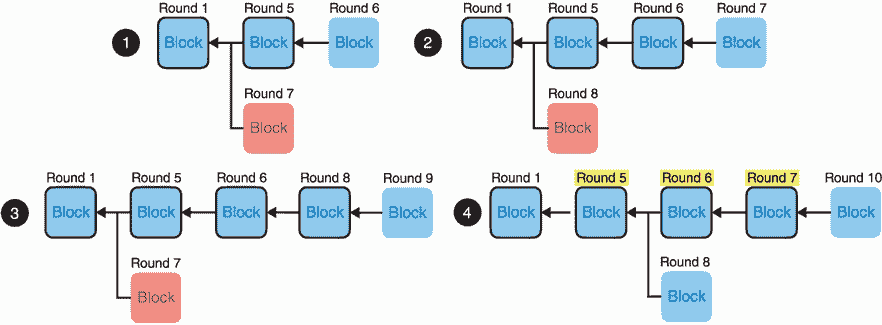 Round 1 Round 5 Round 6
1 Block Block Block
Round 7
Block
Round 1 Round 5 Round 6 Round 7
2 Block Block Block Block
Round 8
Block
Round 1 Round 5 Round 6 Round 8 Round 9
3 Block Block Block Block Block
Round 7
Block
Round 1 Round 5 Round 6 Round 7 Round 10
4 Block Block Block Block Block
Round 8
Block